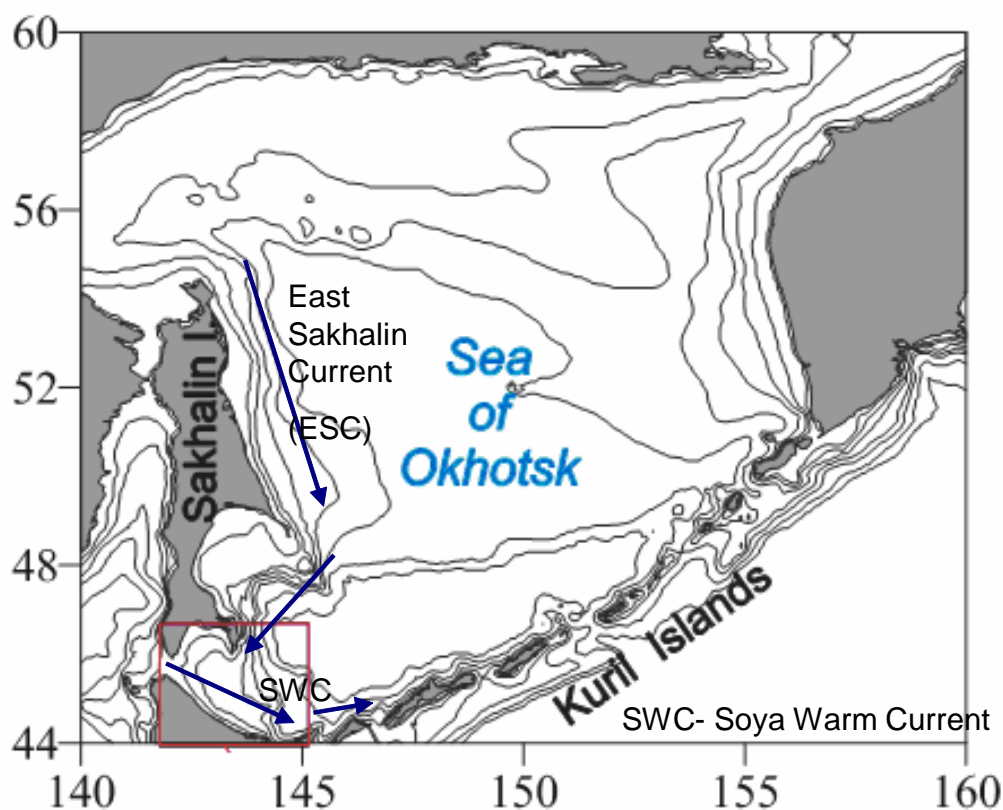 60
56
52
48
44
East
Sakhalin
Current
(ESC)
Sakhalin I.
Sea
of
Okhotsk
Kuril Islands
SWC
SWC- Soya Warm Current
140
145
150
155
160